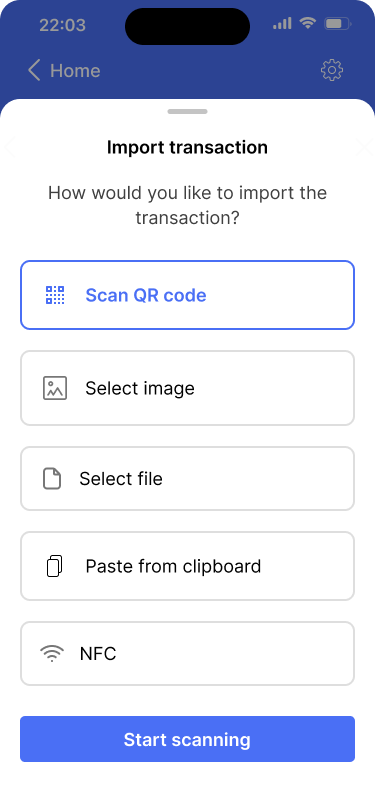 22:03
Home
Import transaction
How would you like to import the
transaction?
Scan QR code
Select image
Select file
Paste from clipboard
NFC
Start scanning